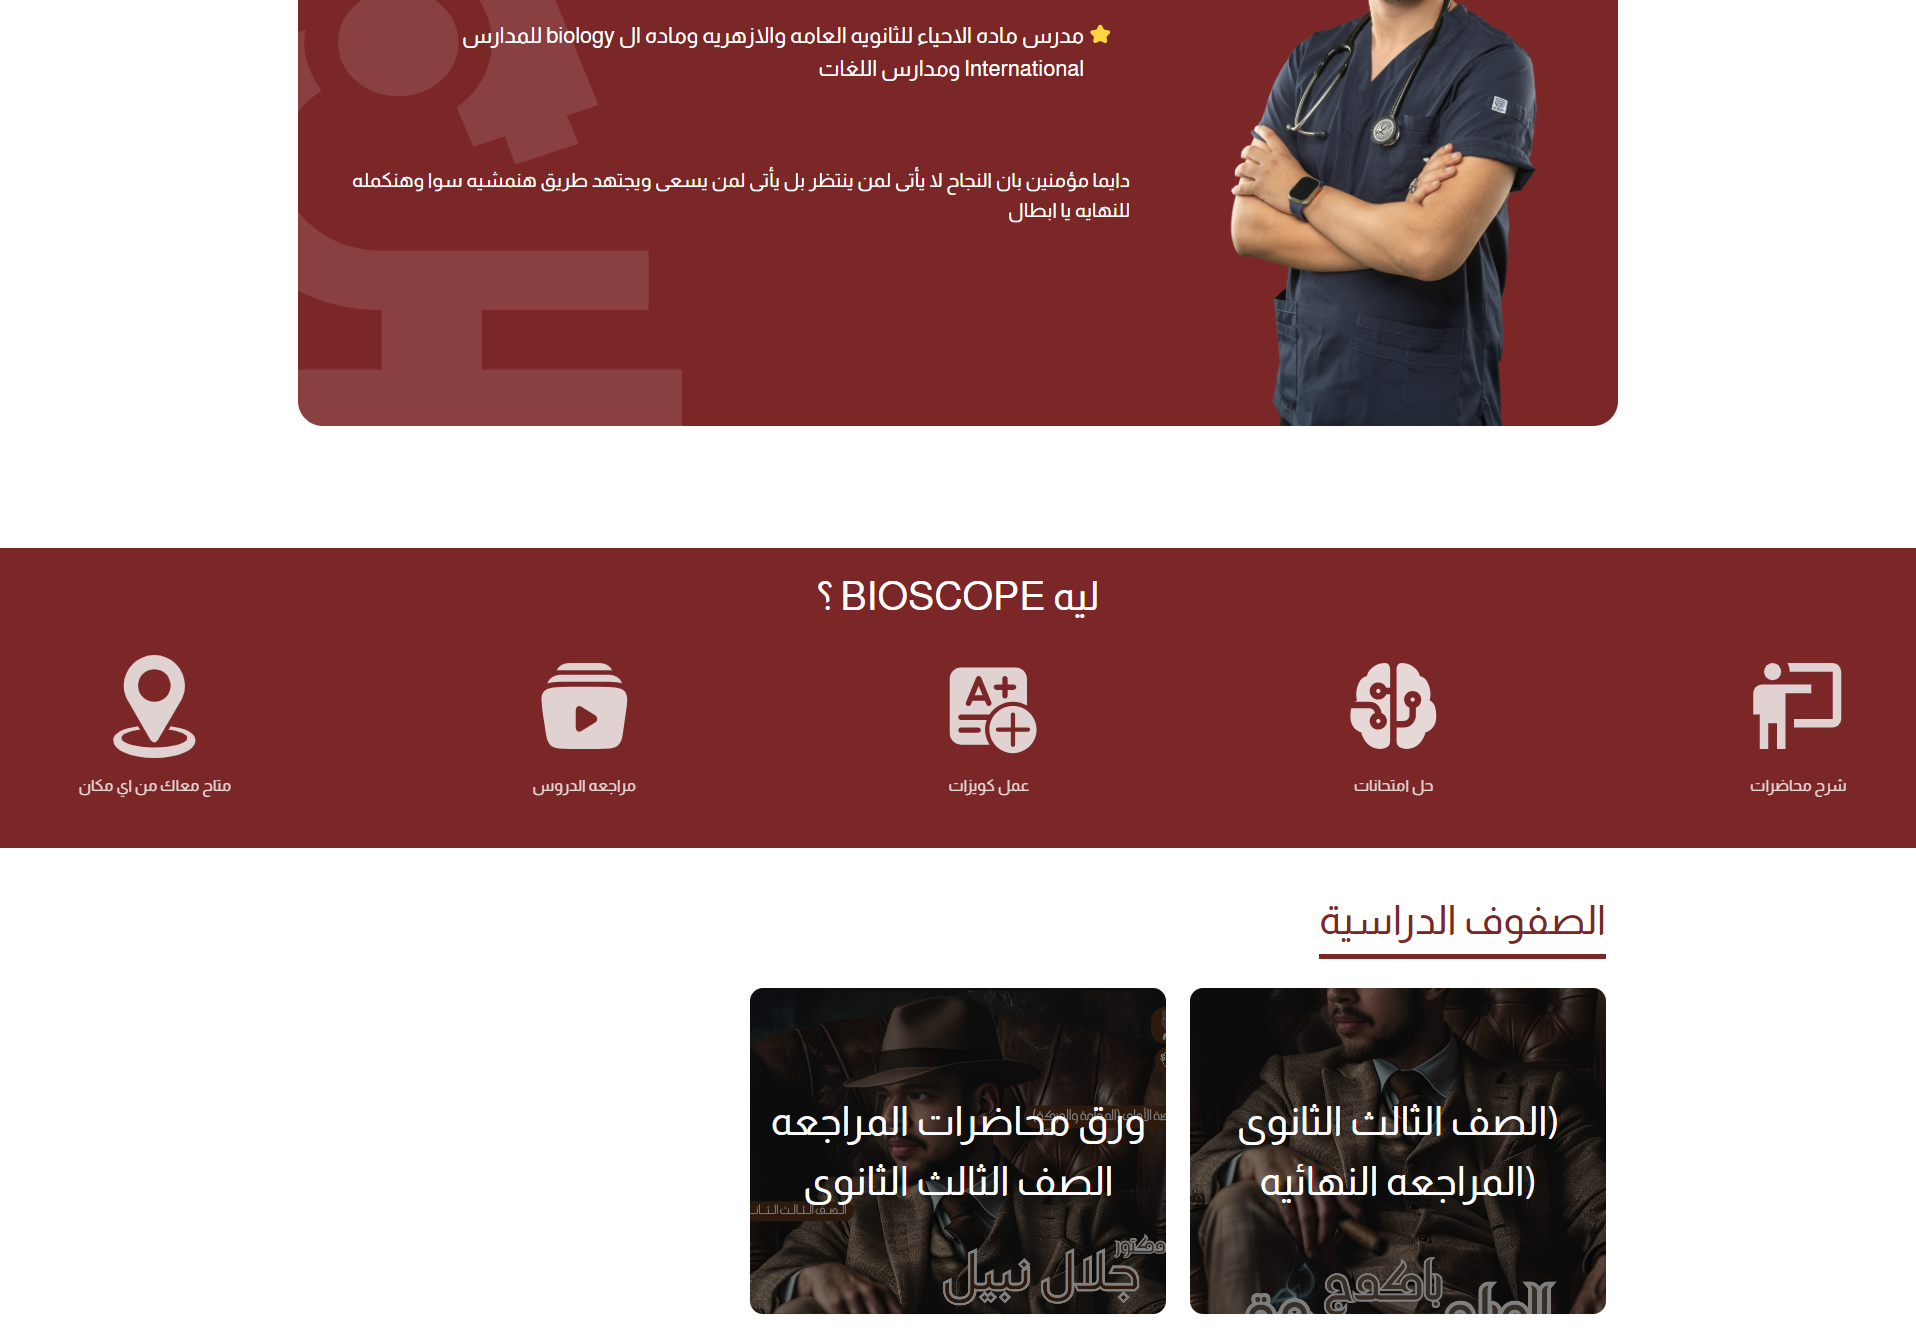 مدرس ماده الاحياء للثانويه العامه والازهريه وماده ال biology للمدارس
International ومدارس اللغات
دايما مؤمنين بان النجاح لا يأتى لمن ينتظر بل يأتى لمن يسعى ويجتهد طريق هنمشيه سوا وهنكمله
للنهايه يا ابطال
ليه BIOSCOPE ؟
شرح محاضرات
حل امتحانات
عمل كويزات
مراجعه الدروس
متاح معاك من اي مكان
الصفوف الدراسية
(الصف الثالث الثانوى
(المراجعه النهائيه
باكدج
ورق محاضرات المراجعه
الصف الثالث الثانوى
دكتور
جلال نبيل